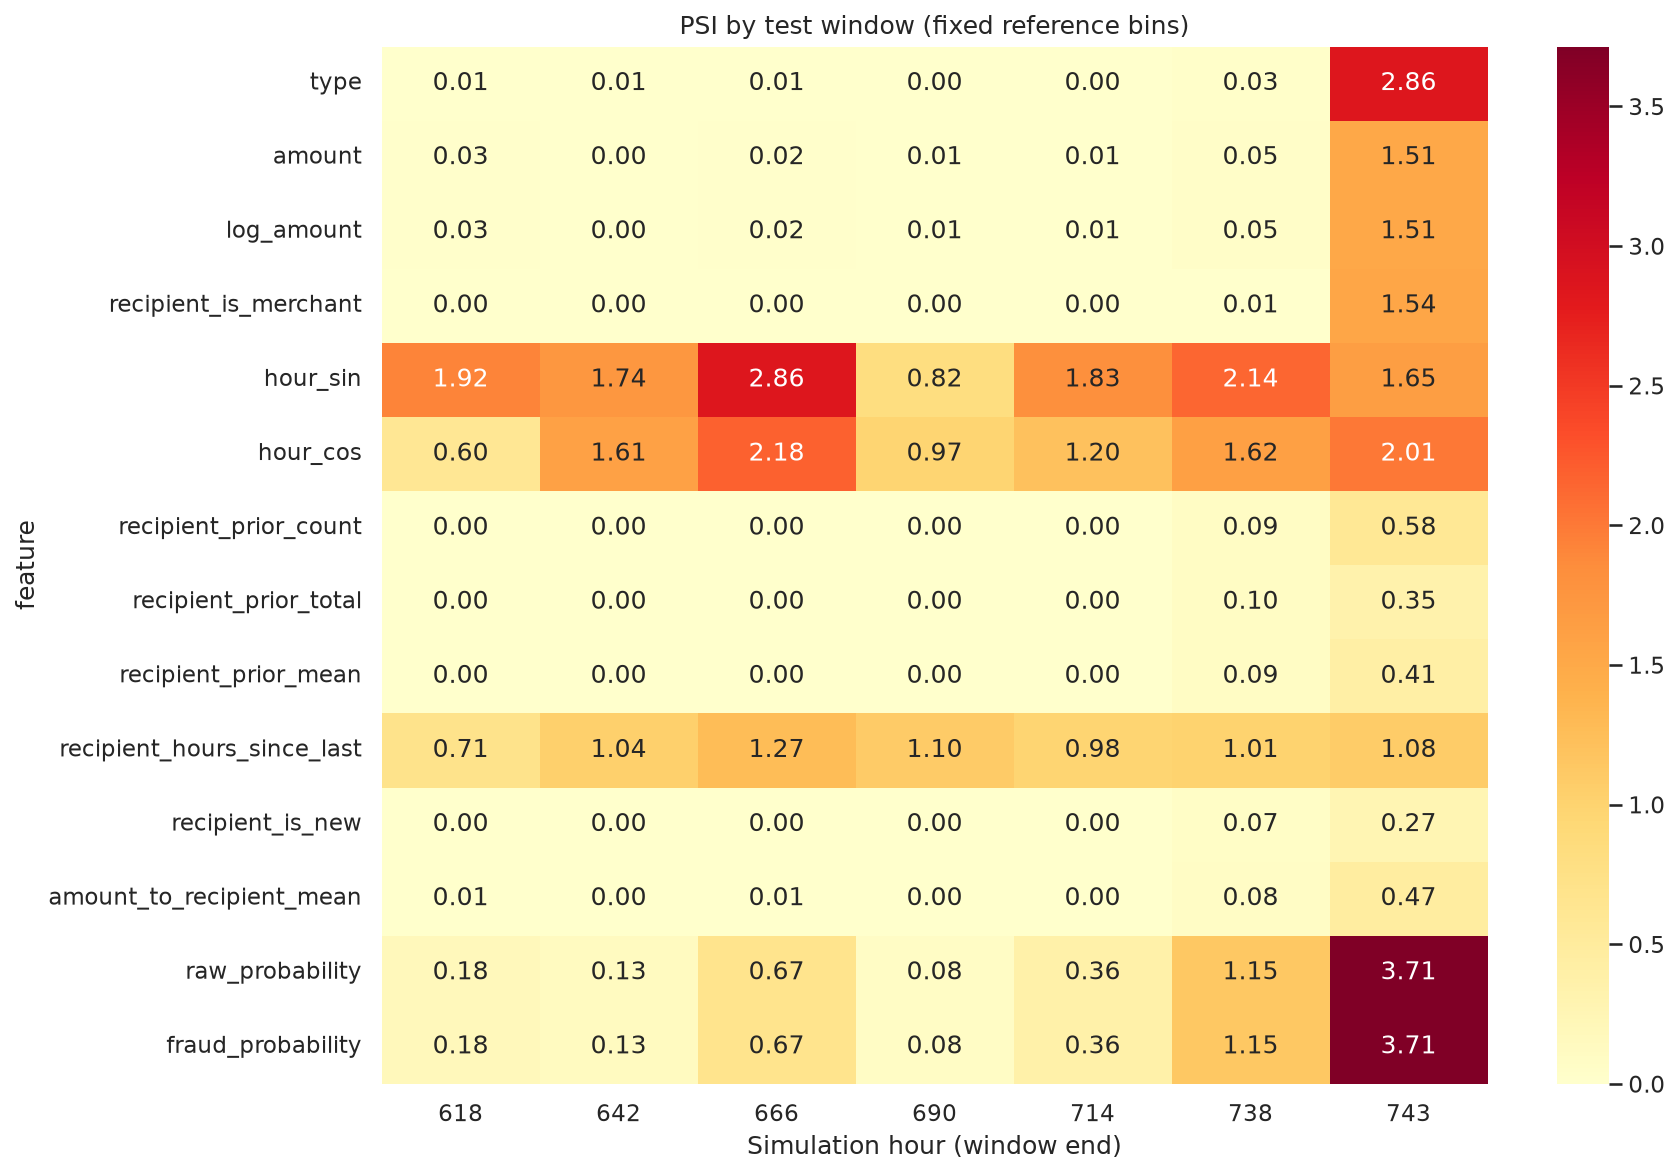 PSI by test window (fixed reference bins)
type 0.01 0.01 0.01 0.00 0.00 0.03 2.86
amount 0.03 0.00 0.02 0.01 0.01 0.05 1.51
log_amount 0.03 0.00 0.02 0.01 0.01 0.05 1.51
recipient_is_merchant 0.00 0.00 0.00 0.00 0.00 0.01 1.54
hour_sin 1.92 1.74 2.86 0.82 1.83 2.14 1.65
hour_cos 0.60 1.61 2.18 0.97 1.20 1.62 2.01
recipient_prior_count 0.00 0.00 0.00 0.00 0.00 0.09 0.58
recipient_prior_total 0.00 0.00 0.00 0.00 0.00 0.10 0.35
recipient_prior_mean 0.00 0.00 0.00 0.00 0.00 0.09 0.41
recipient_hours_since_last 0.71 1.04 1.27 1.10 0.98 1.01 1.08
recipient_is_new 0.00 0.00 0.00 0.00 0.00 0.07 0.27
amount_to_recipient_mean 0.01 0.00 0.01 0.00 0.00 0.08 0.47
raw_probability 0.18 0.13 0.67 0.08 0.36 1.15 3.71
fraud_probability 0.18 0.13 0.67 0.08 0.36 1.15 3.71
618 642 666 690 714 738 743
Simulation hour (window end)
feature
3.5
3.0
2.5
2.0
1.5
1.0
0.5
0.0